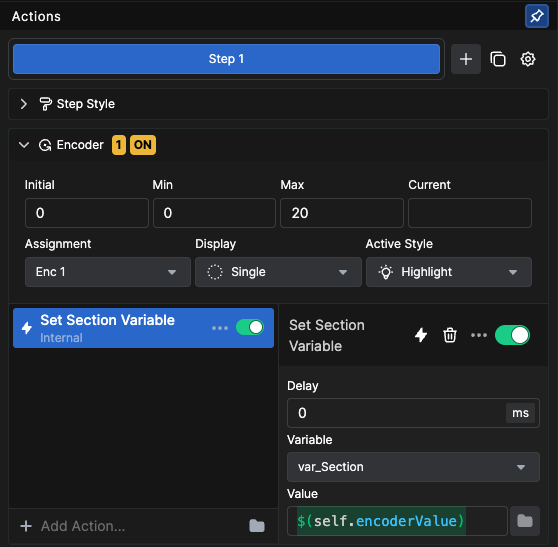 Actions
Step 1
Step Style
Encoder 1 ON
Initial Min Max Current
0 0 20
Assignment Display Active Style
Enc 1 Single Highlight
Set Section Variable
Internal
Set Section
Variable
Delay
0 ms
Variable
var_Section
Value
$(self.encoderValue)
Add Action...